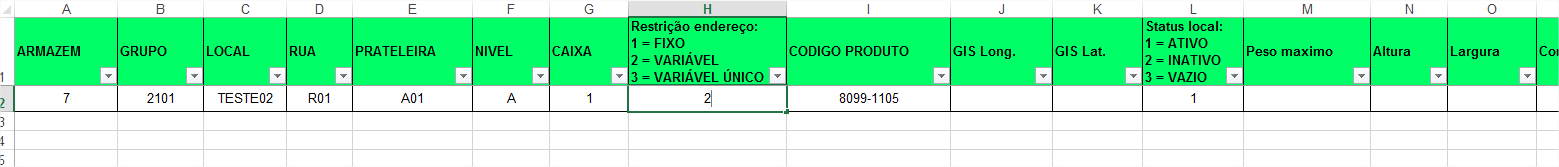 A B C D E F G H I J K L M N O
1 ARMAZEM GRUPO LOCAL RUA PRATELEIRA NIVEL CAIXA
Restrição endereço:
1 = FIXO
2 = VARIÁVEL
3 = VARIÁVEL ÚNICO
CODIGO PRODUTO GIS Long. GIS Lat.
Status local:
1 = ATIVO
2 = INATIVO
3 = VAZIO
Peso maximo Altura Largura
2 7 2101 TESTE02 R01 A01 A 1 2 8099-1105 1
3
4
5